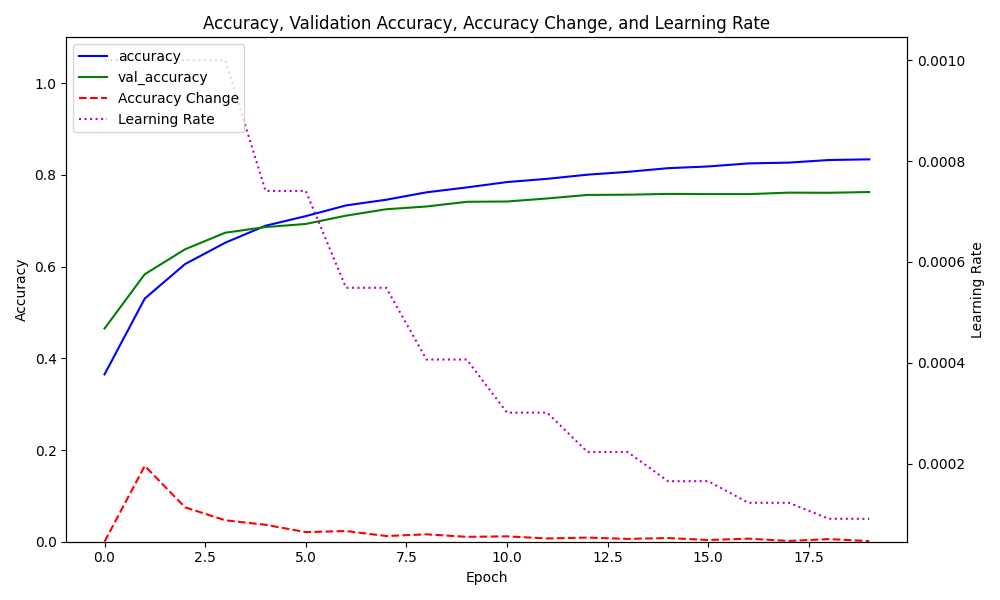 Accuracy, Validation Accuracy, Accuracy Change, and Learning Rate
accuracy
val_accuracy
Accuracy Change
Learning Rate
1.0
0.8
0.6
0.4
0.2
0.0
Accuracy
0.0010
0.0008
0.0006
0.0004
0.0002
Learning Rate
0.0 2.5 5.0 7.5 10.0 12.5 15.0 17.5
Epoch